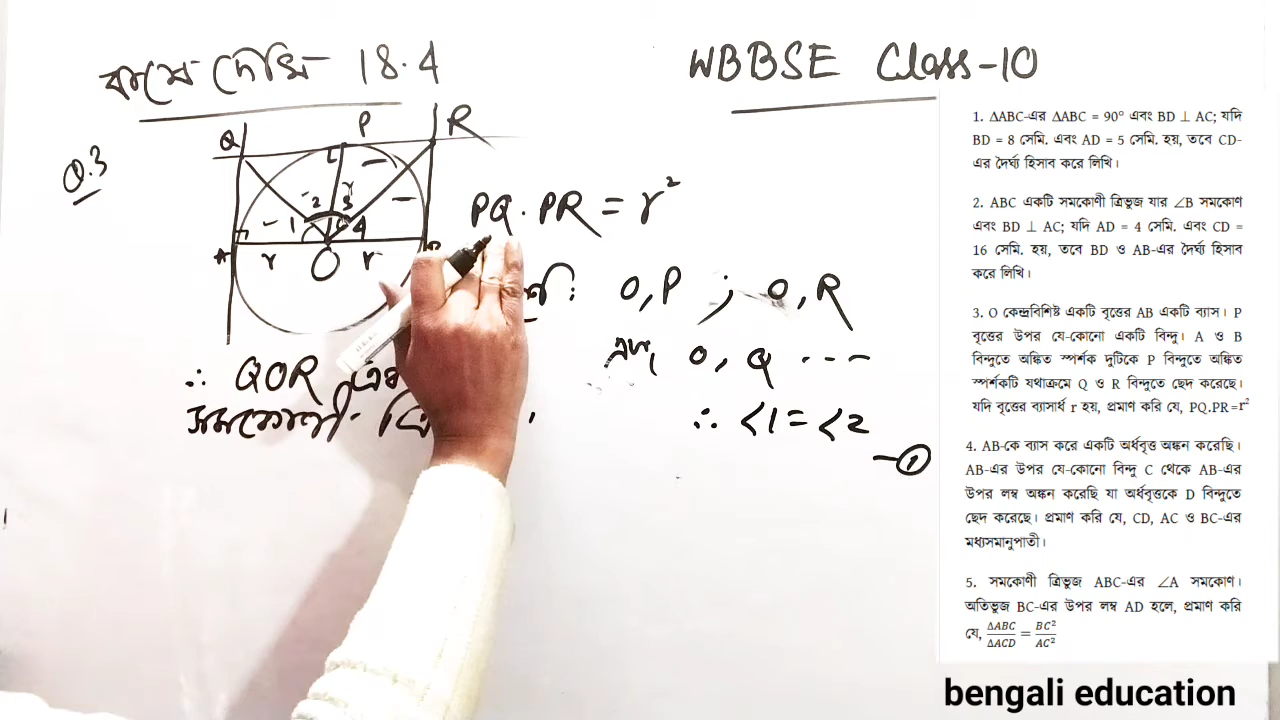 কষে দেখি- 18.4
WBBSE Class-10
Q.3
Q P R
2 r 3
1 4
A r O r
PQ.PR = r²
O,P ; O,R
এবং O,Q ...
∴ QOR
সমকোণী
∴ <1=<2
—①
1. ΔABC-এর ΔABC = 90° এবং BD ⊥ AC; যদি
BD = 8 সেমি. এবং AD = 5 সেমি. হয়, তবে CD-
এর দৈর্ঘ্য হিসাব করে লিখি।
2. ABC একটি সমকোণী ত্রিভুজ যার ∠B সমকোণ
এবং BD ⊥ AC; যদি AD = 4 সেমি. এবং CD =
16 সেমি. হয়, তবে BD ও AB-এর দৈর্ঘ্য হিসাব
করে লিখি।
3. O কেন্দ্রবিশিষ্ট একটি বৃত্তের AB একটি ব্যাস। P
বৃত্তের উপর যে-কোনো একটি বিন্দু। A ও B
বিন্দুতে অঙ্কিত স্পর্শক দুটিকে P বিন্দুতে অঙ্কিত
স্পর্শকটি যথাক্রমে Q ও R বিন্দুতে ছেদ করেছে।
যদি বৃত্তের ব্যাসার্ধ r হয়, প্রমাণ করি যে, PQ.PR=r²
4. AB-কে ব্যাস করে একটি অর্ধবৃত্ত অঙ্কন করেছি।
AB-এর উপর যে-কোনো বিন্দু C থেকে AB-এর
উপর লম্ব অঙ্কন করেছি যা অর্ধবৃত্তকে D বিন্দুতে
ছেদ করেছে। প্রমাণ করি যে, CD, AC ও BC-এর
মধ্যসমানুপাতী।
5. সমকোণী ত্রিভুজ ABC-এর ∠A সমকোণ।
অতিভুজ BC-এর উপর লম্ব AD হলে, প্রমাণ করি
যে, ΔABC/ΔACD = BC²/AC²
bengali education